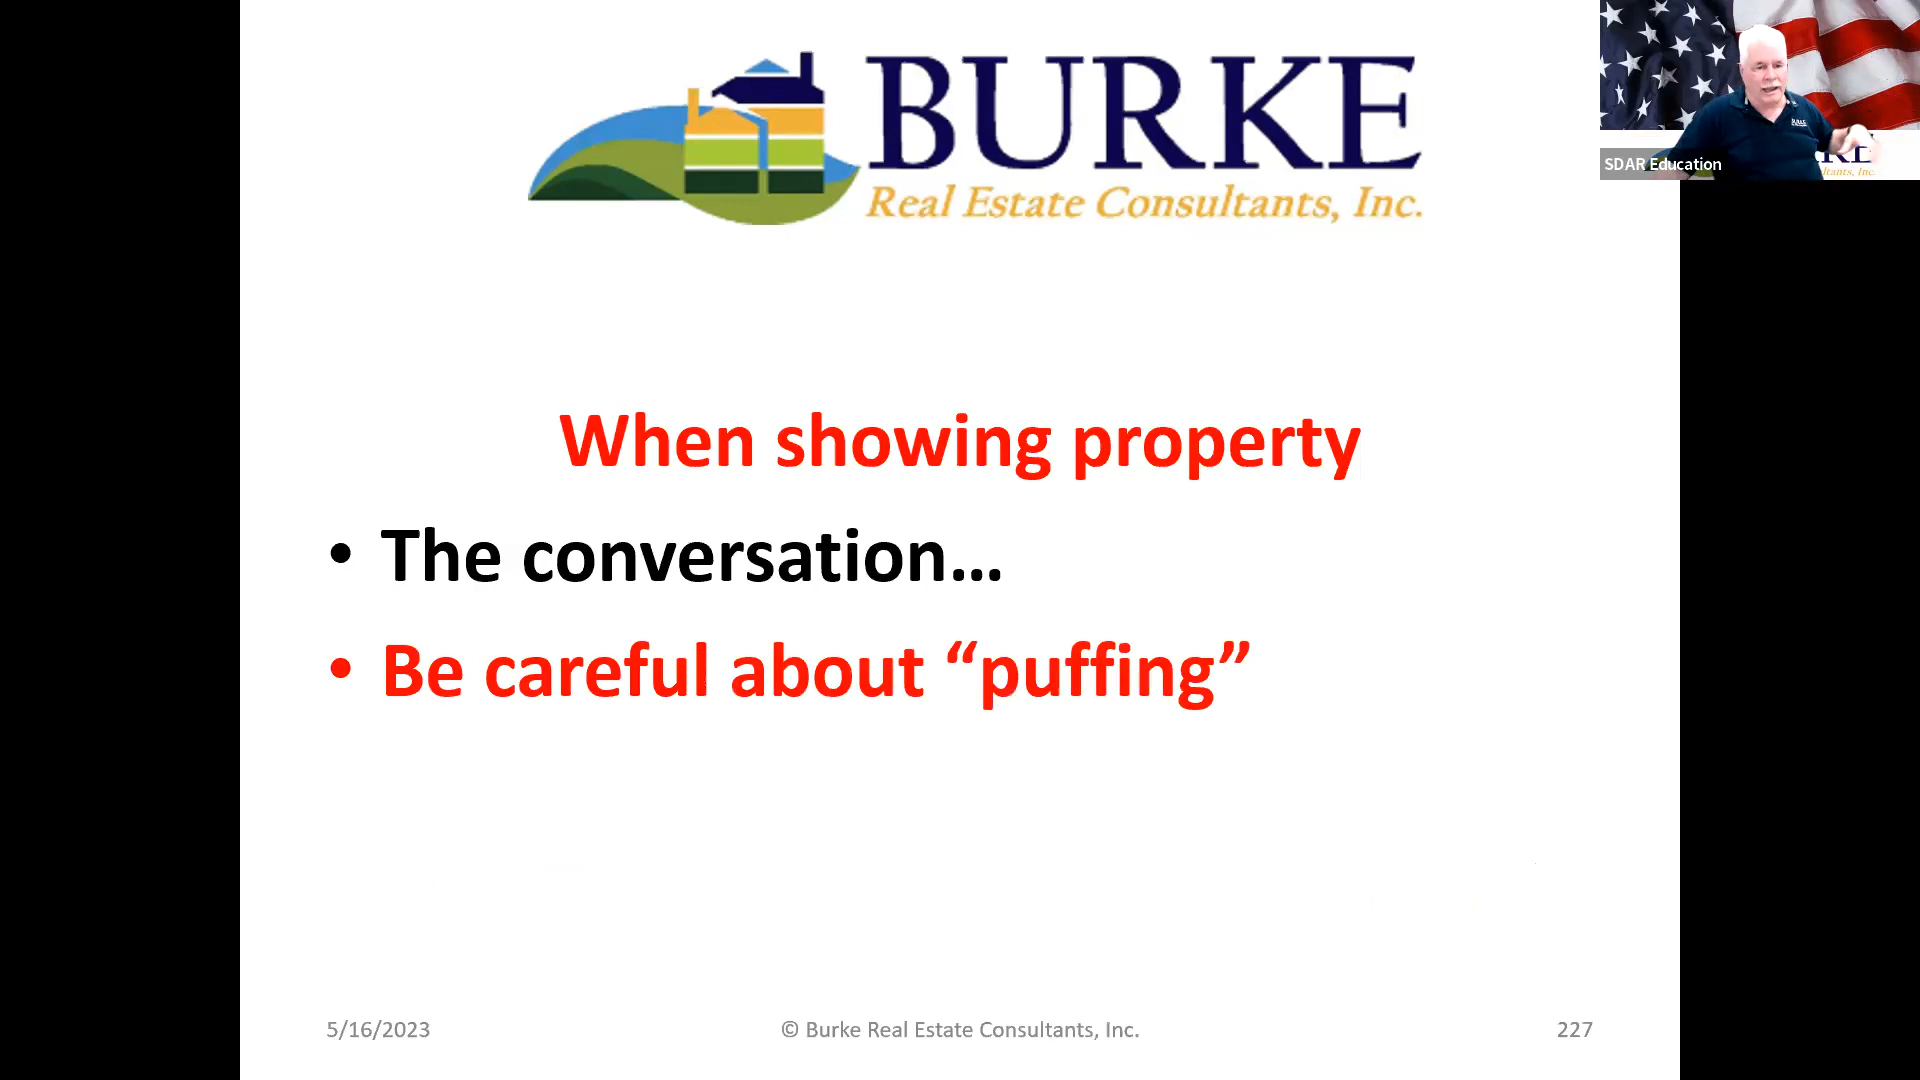 BURKE
Real Estate Consultants, Inc.
SDAR Education
When showing property
• The conversation...
• Be careful about “puffing”
5/16/2023
© Burke Real Estate Consultants, Inc.
227